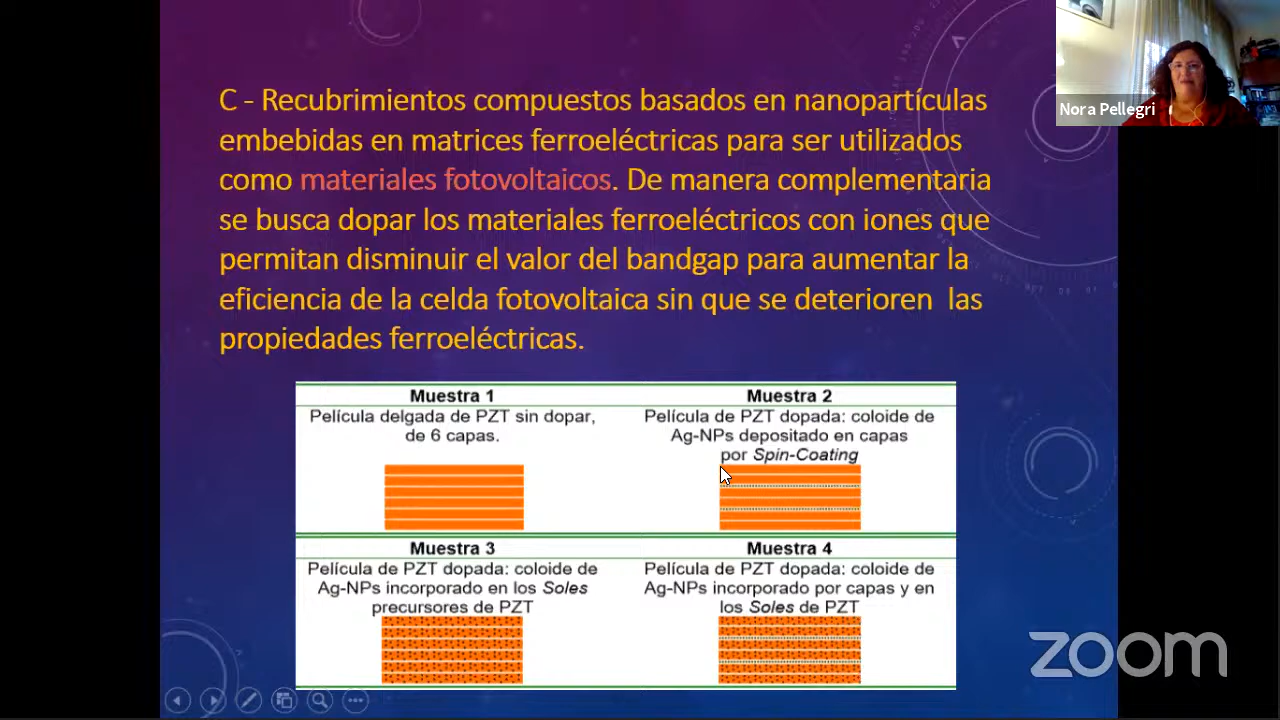 C - Recubrimientos compuestos basados en nanopartículas
embebidas en matrices ferroeléctricas para ser utilizados
como materiales fotovoltaicos. De manera complementaria
se busca dopar los materiales ferroeléctricos con iones que
permitan disminuir el valor del bandgap para aumentar la
eficiencia de la celda fotovoltaica sin que se deterioren  las
propiedades ferroeléctricas.
Nora Pellegri
Muestra 1
Película delgada de PZT sin dopar,
de 6 capas.
Muestra 2
Película de PZT dopada: coloide de
Ag-NPs depositado en capas
por Spin-Coating
Muestra 3
Película de PZT dopada: coloide de
Ag-NPs incorporado en los Soles
precursores de PZT
Muestra 4
Película de PZT dopada: coloide de
Ag-NPs incorporado por capas y en
los Soles de PZT
zoom